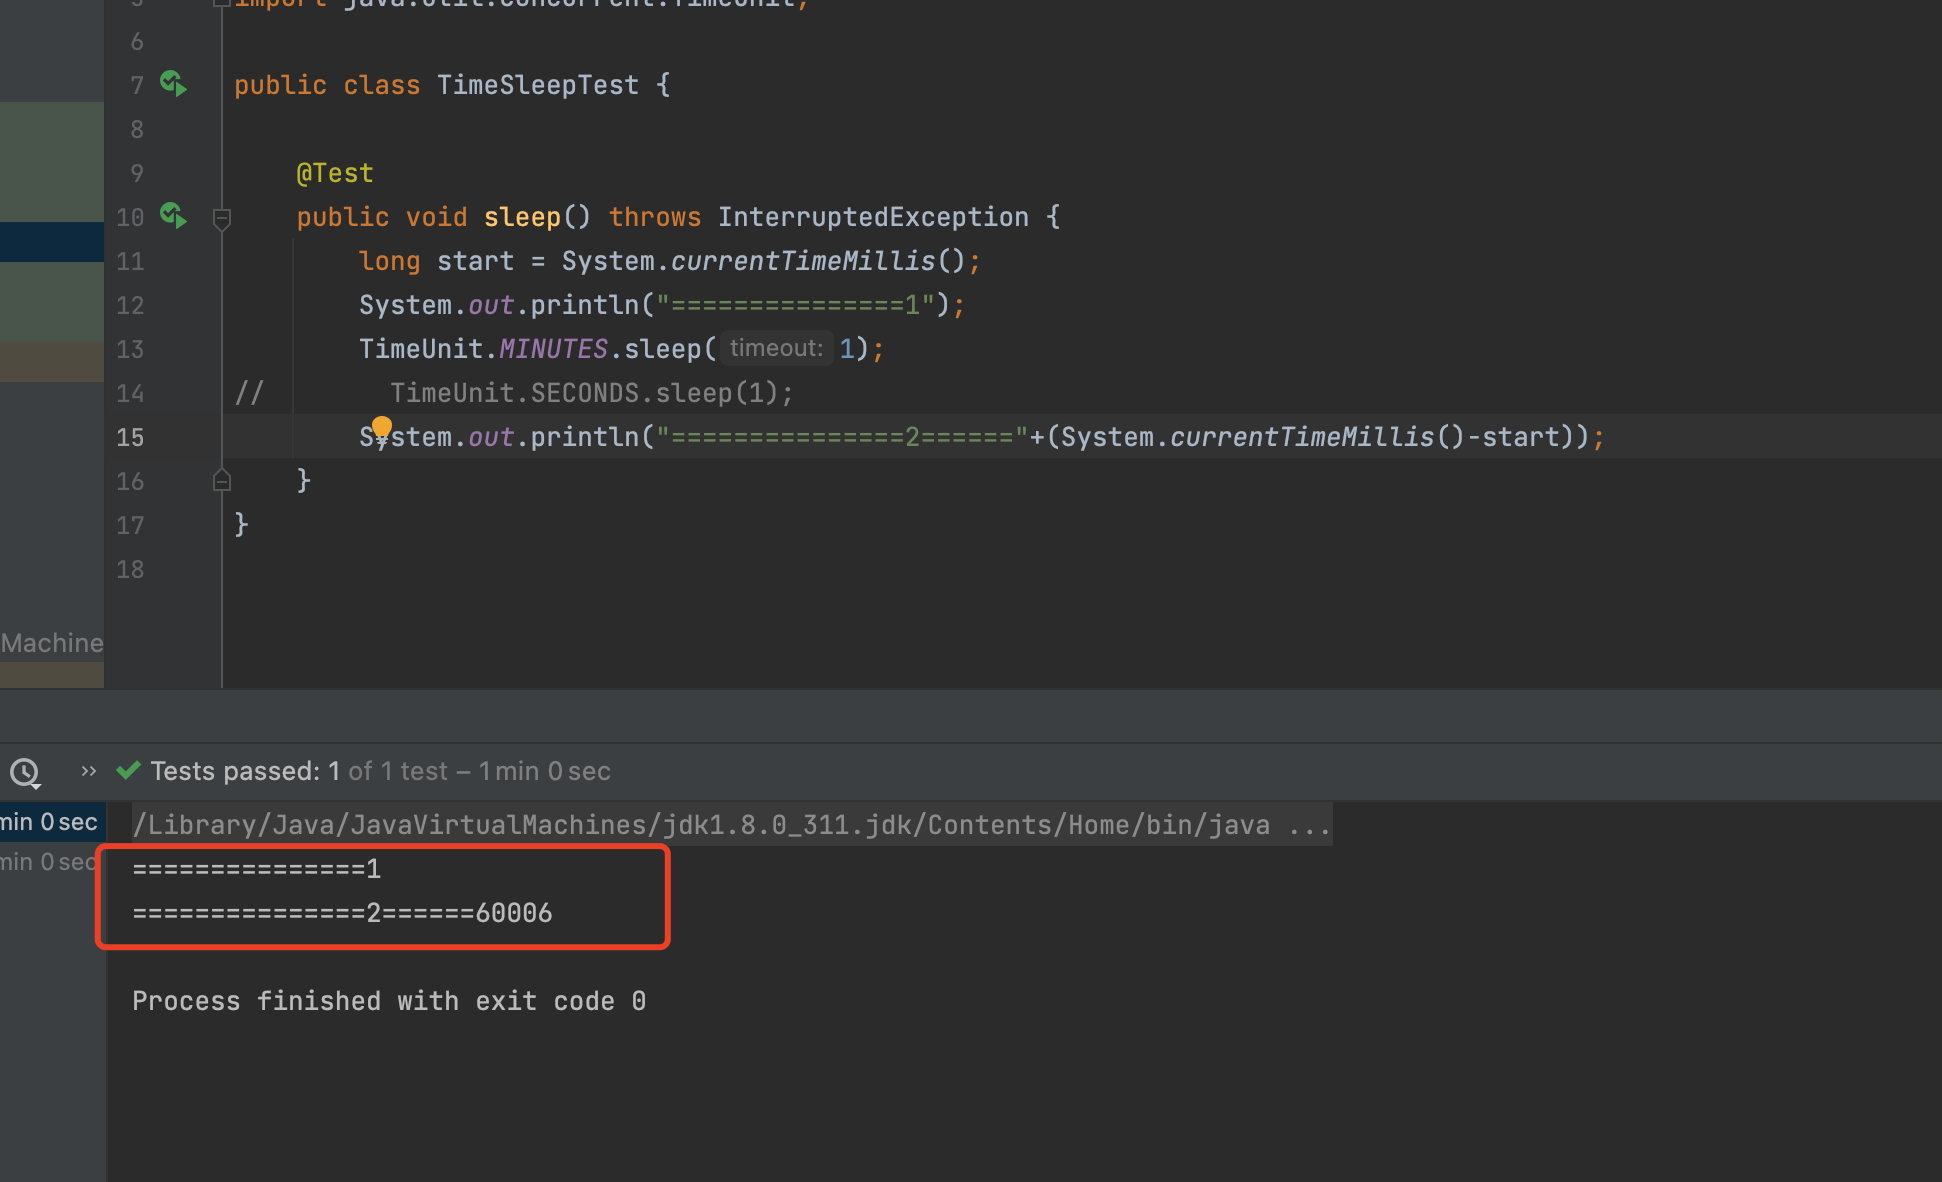 5 import java.util.concurrent.TimeUnit;
6
7 public class TimeSleepTest {
8
9 @Test
10 public void sleep() throws InterruptedException {
11 long start = System.currentTimeMillis();
12 System.out.println("===============1");
13 TimeUnit.MINUTES.sleep( timeout: 1);
14 // TimeUnit.SECONDS.sleep(1);
15 System.out.println("===============2======"+(System.currentTimeMillis()-start));
16 }
17 }
18
Machine
» Tests passed: 1 of 1 test – 1 min 0 sec
min 0 sec /Library/Java/JavaVirtualMachines/jdk1.8.0_311.jdk/Contents/Home/bin/java ...
min 0 sec ===============1
===============2======60006
Process finished with exit code 0